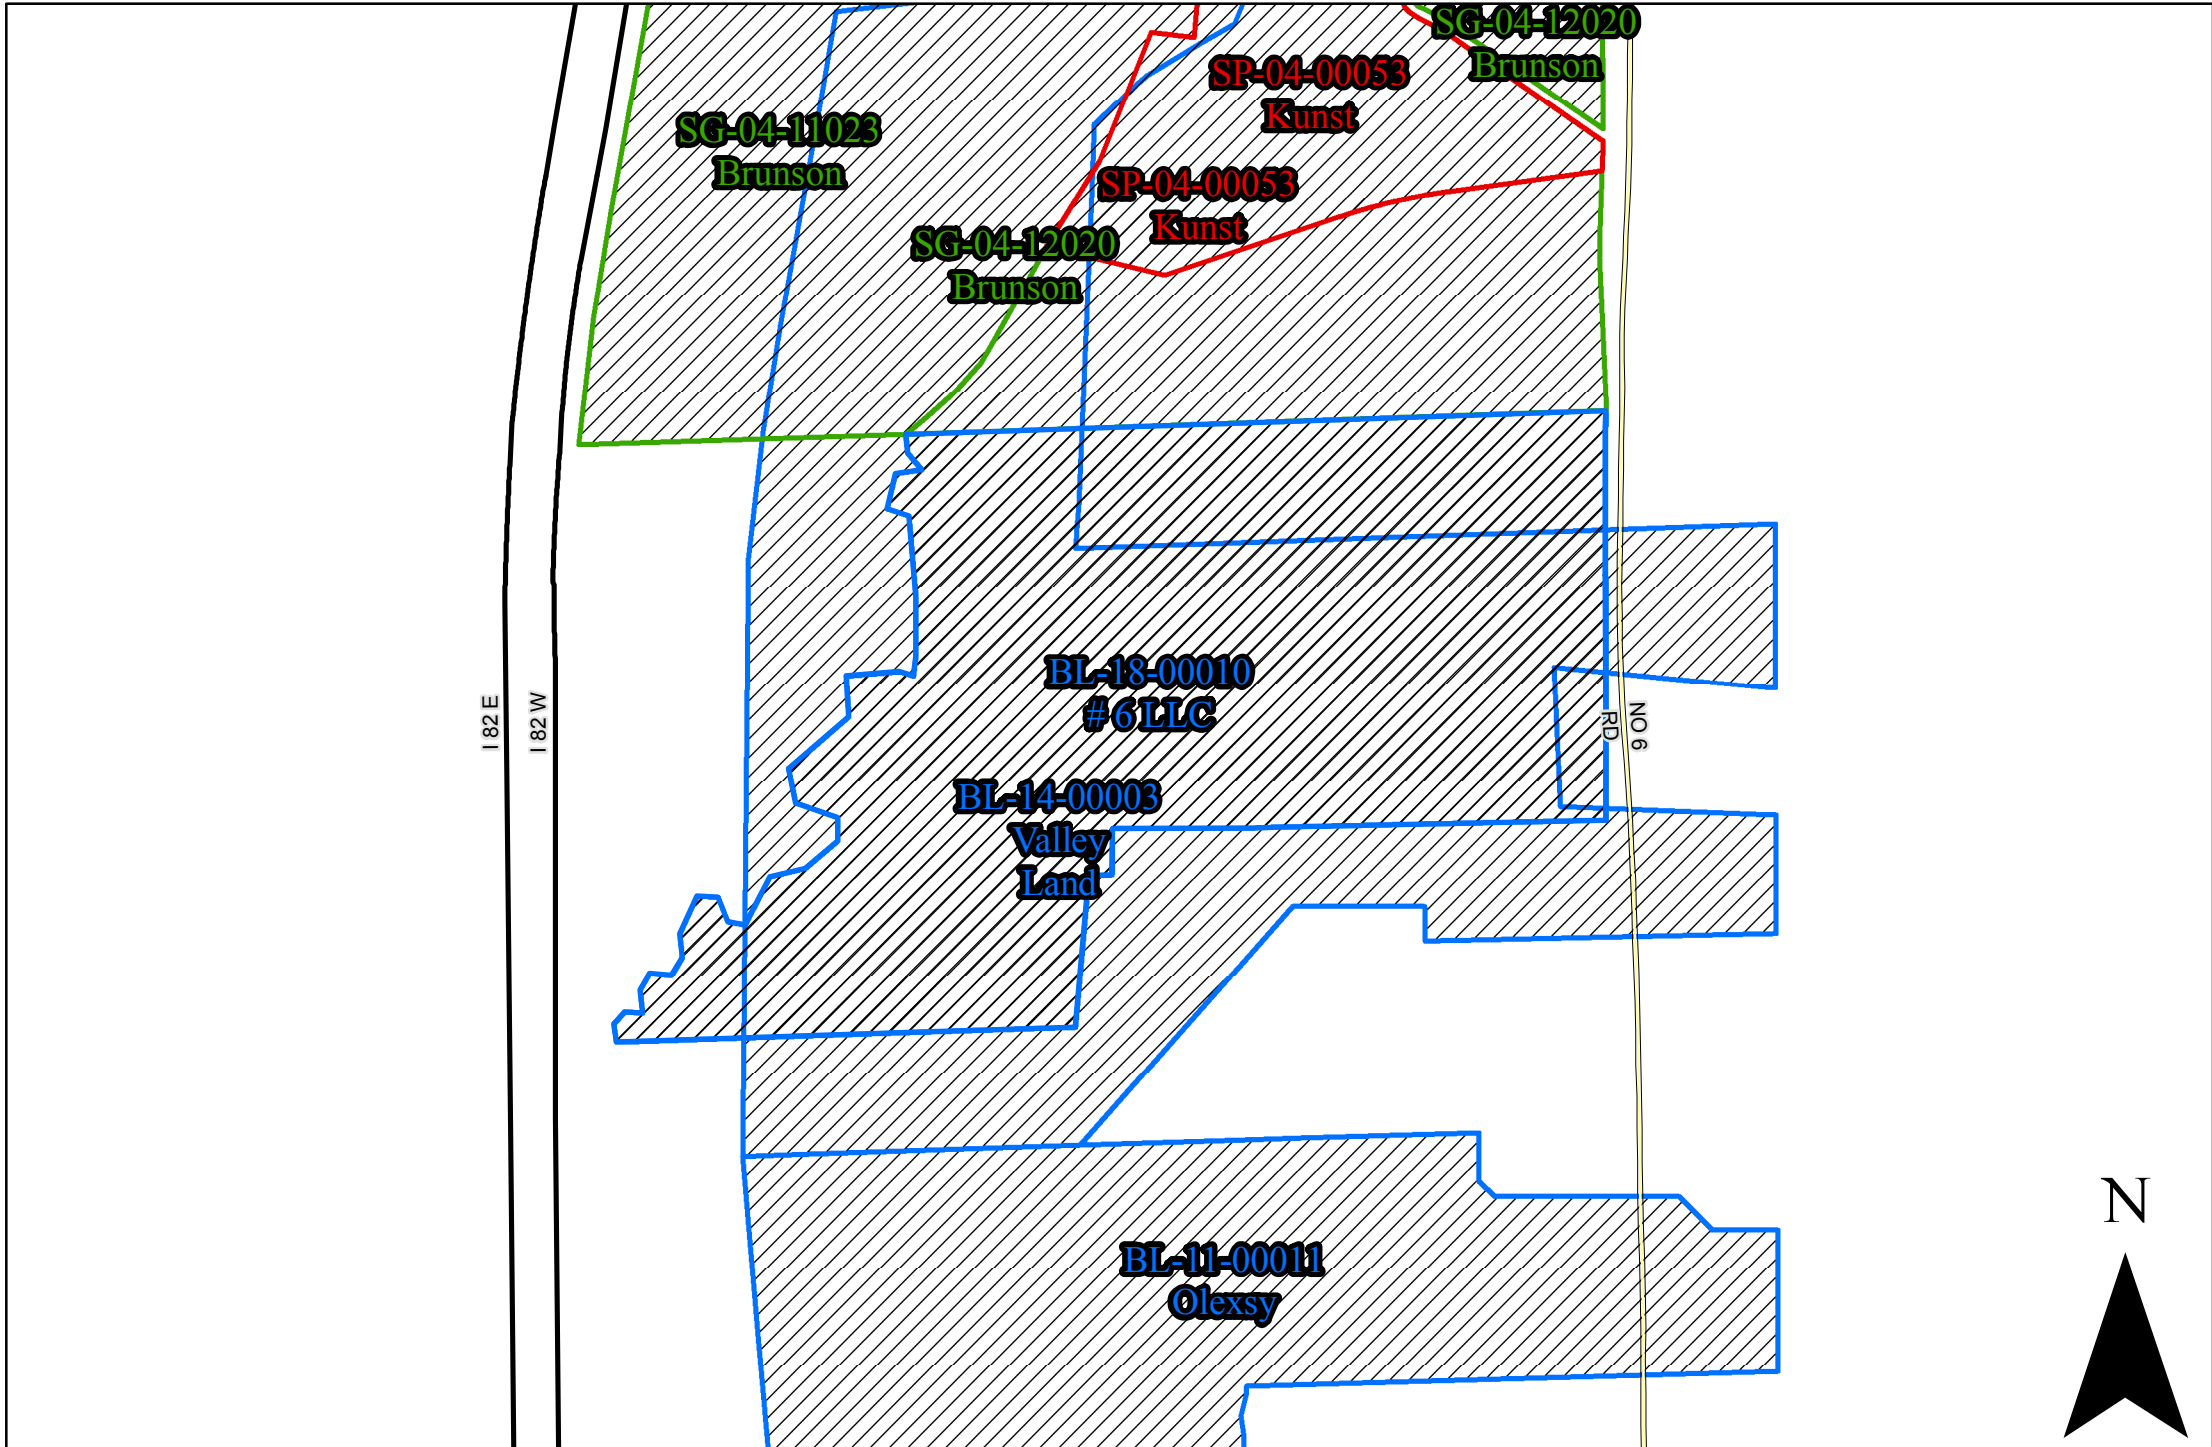 SG-04-12020
Brunson
SP-04-00053
Kunst
SG-04-11023
Brunson
SP-04-00053
Kunst
SG-04-12020
Brunson
BL-18-00010
# 6 LLC
I 82 E
I 82 W
NO 6
RD
BL-14-00003
Valley
Land
N
BL-11-00011
Olexsy